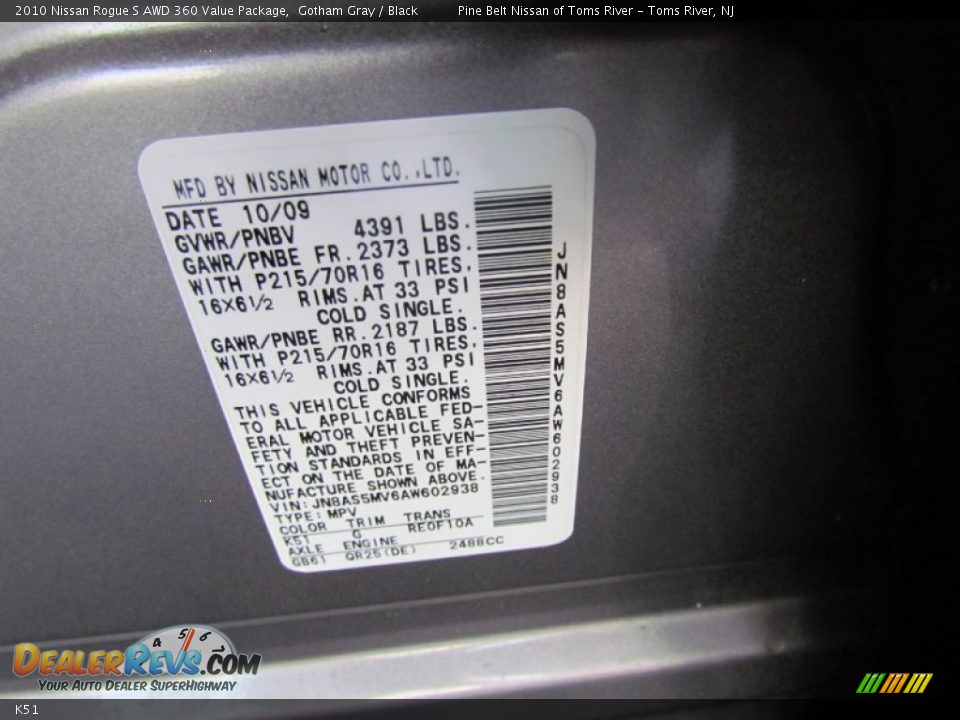 2010 Nissan Rogue S AWD 360 Value Package, Gotham Gray / Black Pine Belt Nissan of Toms River - Toms River, NJ
MFD BY NISSAN MOTOR CO.,LTD.
DATE 10/09
GVWR/PNBV 4391 LBS.
GAWR/PNBE FR.2373 LBS.
WITH P215/70R16 TIRES,
16X6½ RIMS.AT 33 PSI
COLD SINGLE.
GAWR/PNBE RR.2187 LBS.
WITH P215/70R16 TIRES,
16X6½ RIMS.AT 33 PSI
COLD SINGLE.
THIS VEHICLE CONFORMS
TO ALL APPLICABLE FED-
ERAL MOTOR VEHICLE SA-
FETY AND THEFT PREVEN-
TION STANDARDS IN EFF-
ECT ON THE DATE OF MA-
NUFACTURE SHOWN ABOVE.
VIN:JN8AS5MV6AW602938
TYPE:MPV
COLOR TRIM TRANS
K51 G RE0F10A
AXLE ENGINE
GB61 QR25(DE) 2488CC
JN8AS5MV6AW602938
4 5 6 7
DEALERREVS.COM
YOUR AUTO DEALER SUPERHIGHWAY
K51